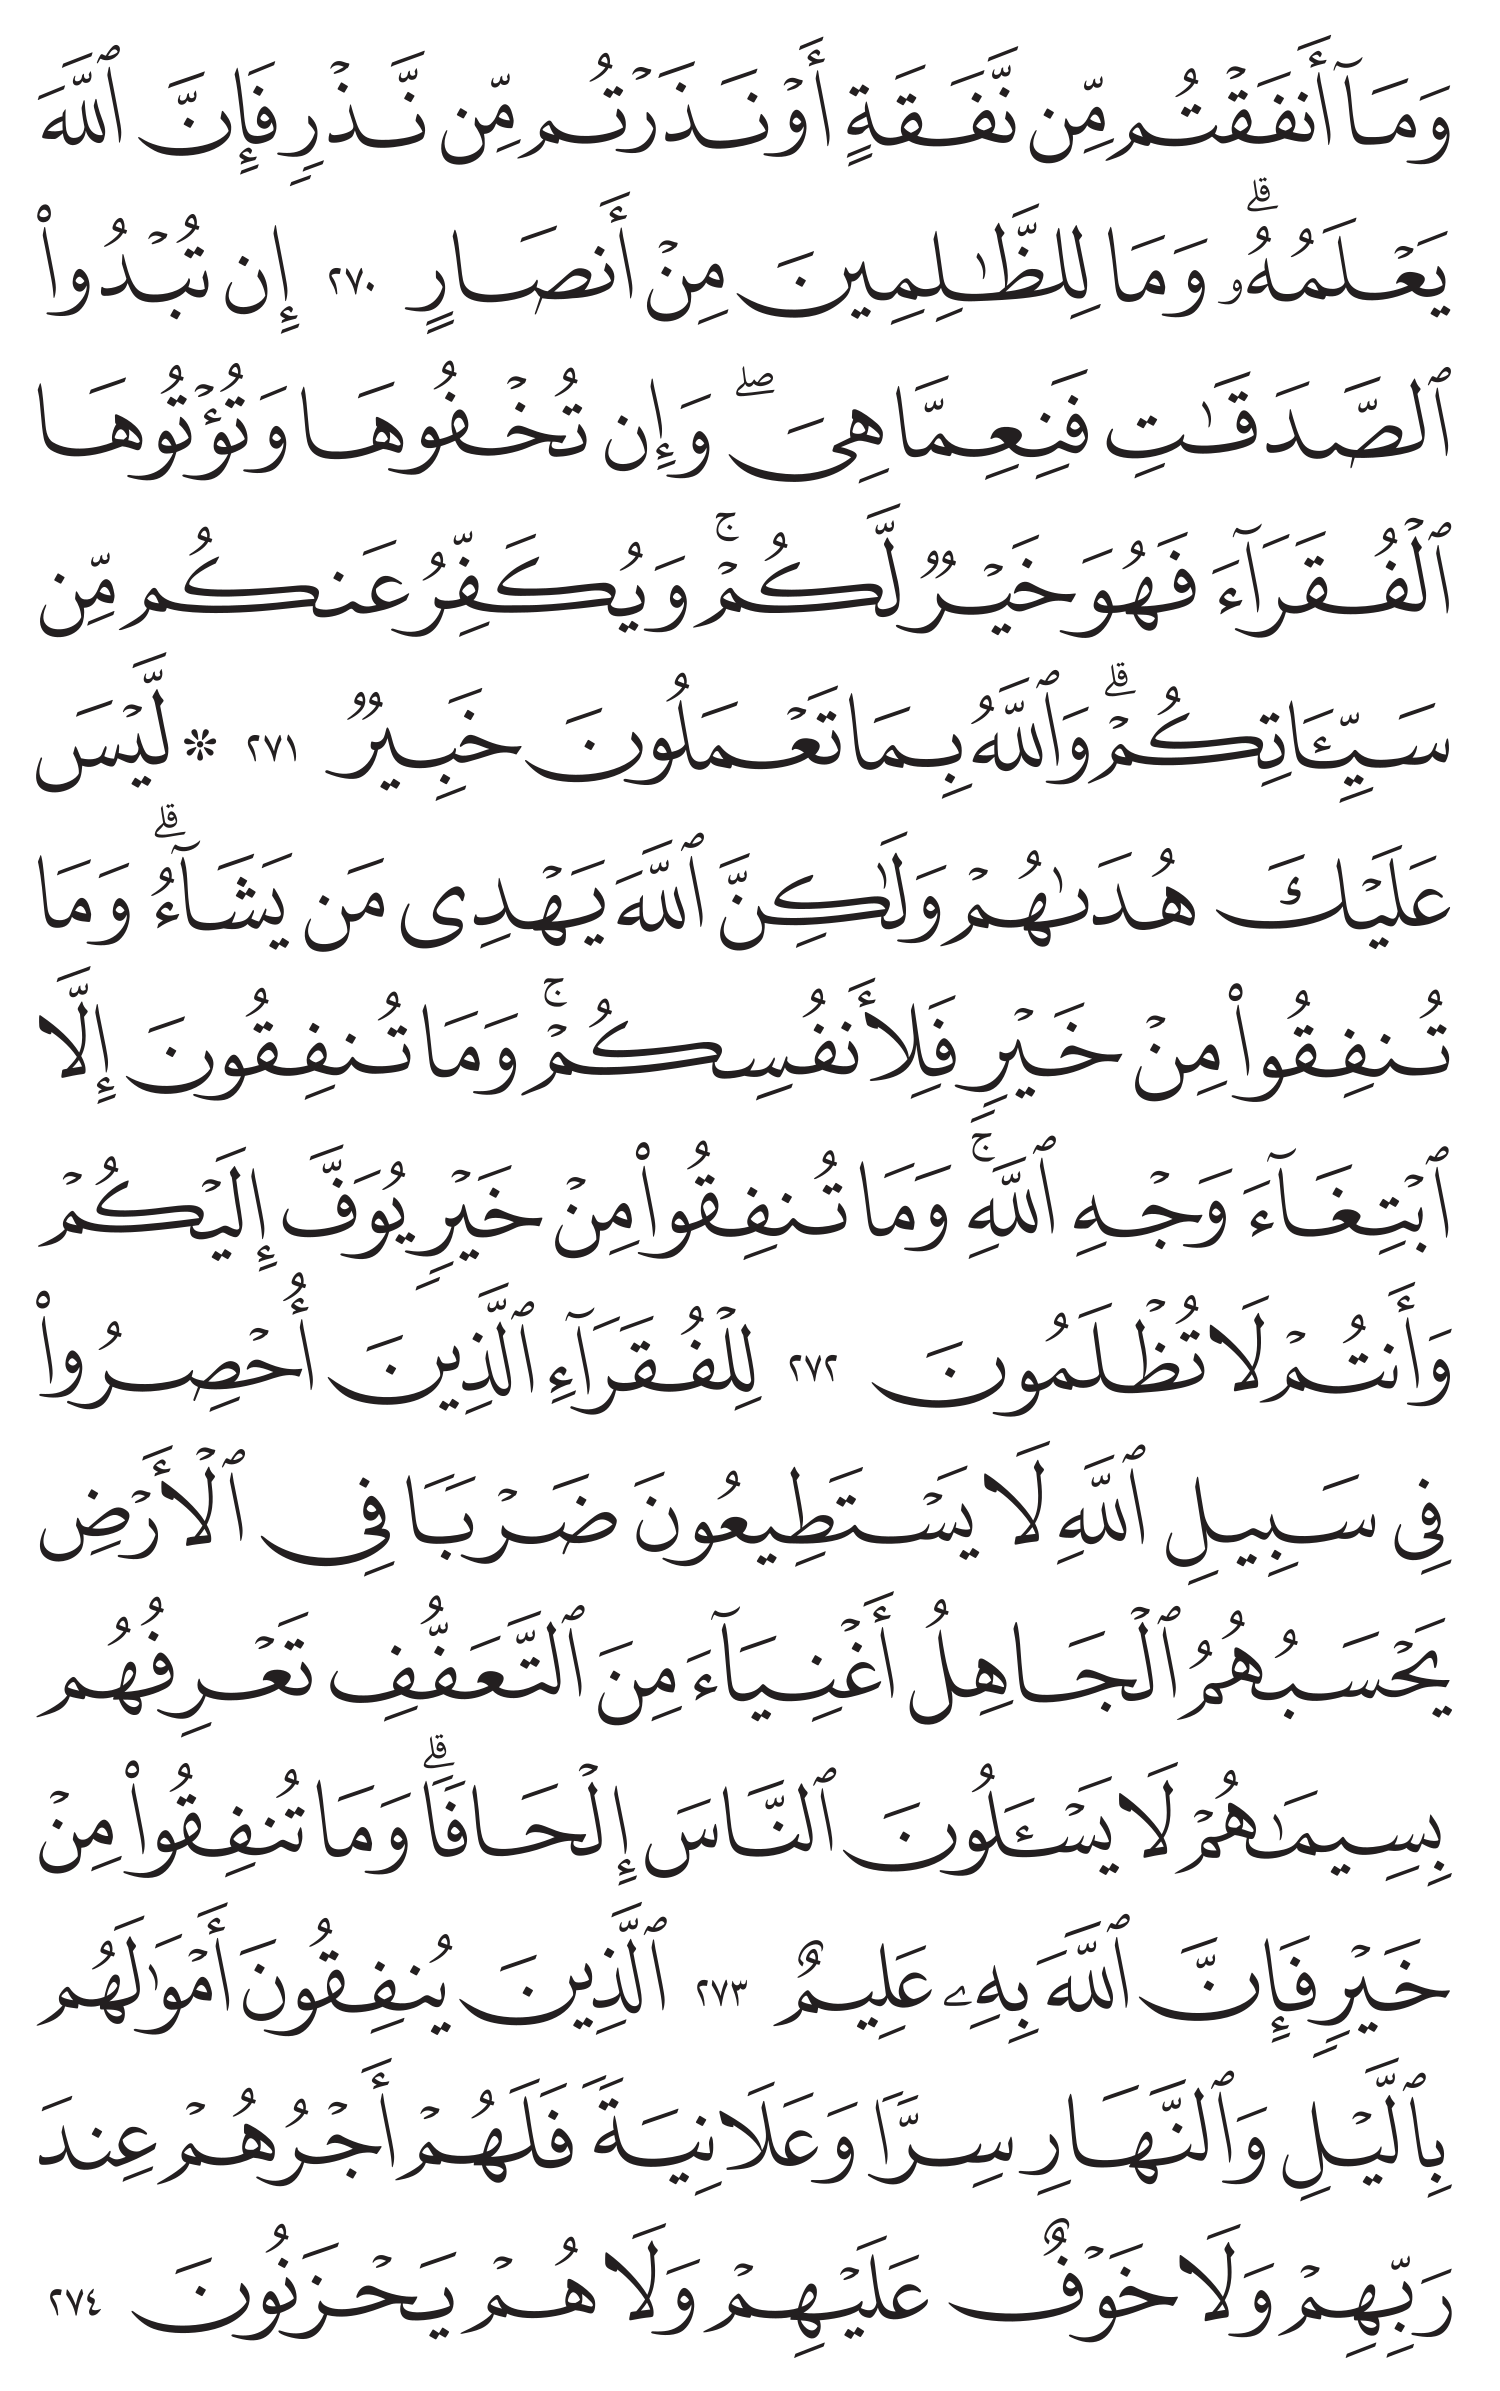 وَمَآ أَنفَقْتُم مِّن نَّفَقَةٍ أَوْ نَذَرْتُم مِّن نَّذْرٍ فَإِنَّ ٱللَّهَ
يَعْلَمُهُۥ ۗ وَمَا لِلظَّـٰلِمِينَ مِنْ أَنصَارٍ ٢٧٠ إِن تُبْدُوا۟
ٱلصَّدَقَـٰتِ فَنِعِمَّا هِىَ ۖ وَإِن تُخْفُوهَا وَتُؤْتُوهَا
ٱلْفُقَرَآءَ فَهُوَ خَيْرٌ لَّكُمْ ۚ وَيُكَفِّرُ عَنكُم مِّن
سَيِّـَٔاتِكُمْ ۗ وَٱللَّهُ بِمَا تَعْمَلُونَ خَبِيرٌ ٢٧١ ۞ لَّيْسَ
عَلَيْكَ هُدَىٰهُمْ وَلَـٰكِنَّ ٱللَّهَ يَهْدِى مَن يَشَآءُ ۗ وَمَا
تُنفِقُوا۟ مِنْ خَيْرٍ فَلِأَنفُسِكُمْ ۚ وَمَا تُنفِقُونَ إِلَّا
ٱبْتِغَآءَ وَجْهِ ٱللَّهِ ۚ وَمَا تُنفِقُوا۟ مِنْ خَيْرٍ يُوَفَّ إِلَيْكُمْ
وَأَنتُمْ لَا تُظْلَمُونَ ٢٧٢ لِلْفُقَرَآءِ ٱلَّذِينَ أُحْصِرُوا۟
فِى سَبِيلِ ٱللَّهِ لَا يَسْتَطِيعُونَ ضَرْبًا فِى ٱلْأَرْضِ
يَحْسَبُهُمُ ٱلْجَاهِلُ أَغْنِيَآءَ مِنَ ٱلتَّعَفُّفِ تَعْرِفُهُم
بِسِيمَـٰهُمْ لَا يَسْـَٔلُونَ ٱلنَّاسَ إِلْحَافًا ۗ وَمَا تُنفِقُوا۟ مِنْ
خَيْرٍ فَإِنَّ ٱللَّهَ بِهِۦ عَلِيمٌ ٢٧٣ ٱلَّذِينَ يُنفِقُونَ أَمْوَٰلَهُم
بِٱلَّيْلِ وَٱلنَّهَارِ سِرًّا وَعَلَانِيَةً فَلَهُمْ أَجْرُهُمْ عِندَ
رَبِّهِمْ وَلَا خَوْفٌ عَلَيْهِمْ وَلَا هُمْ يَحْزَنُونَ ٢٧٤